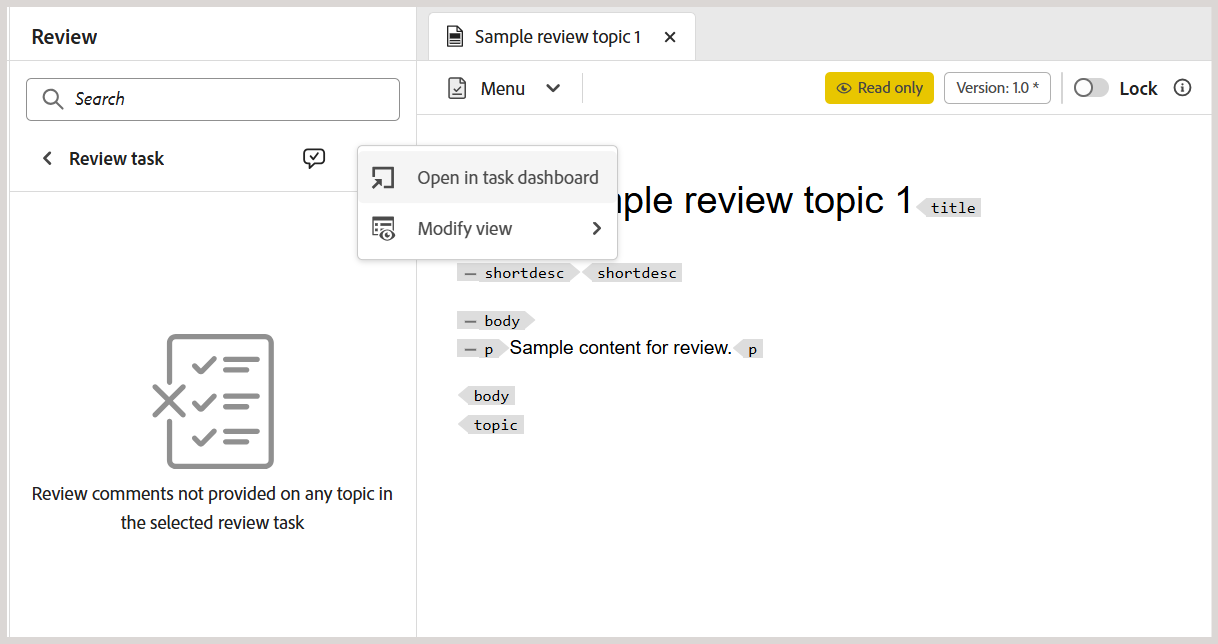 Review
Sample review topic 1
Search
Menu
Read only
Version: 1.0 *
Lock
Review task
Open in task dashboard
Modify view
ple review topic 1 title
shortdesc shortdesc
body
p Sample content for review. p
body
topic
Review comments not provided on any topic in
the selected review task